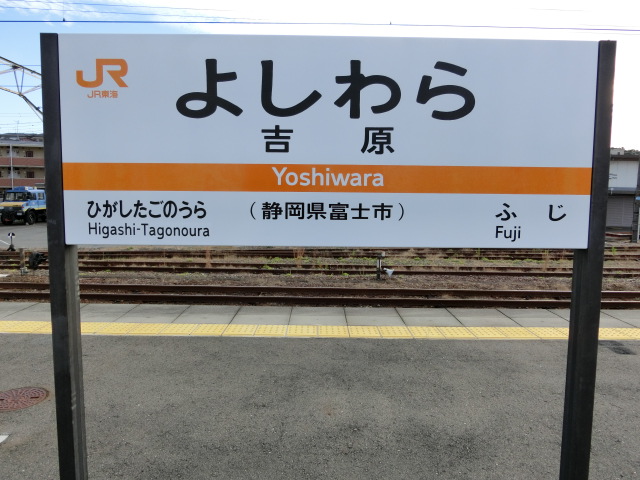 JR
JR東海
よしわら
吉原
Yoshiwara
ひがしたごのうら
Higashi-Tagonoura
(静岡県富士市)
ふじ
Fuji